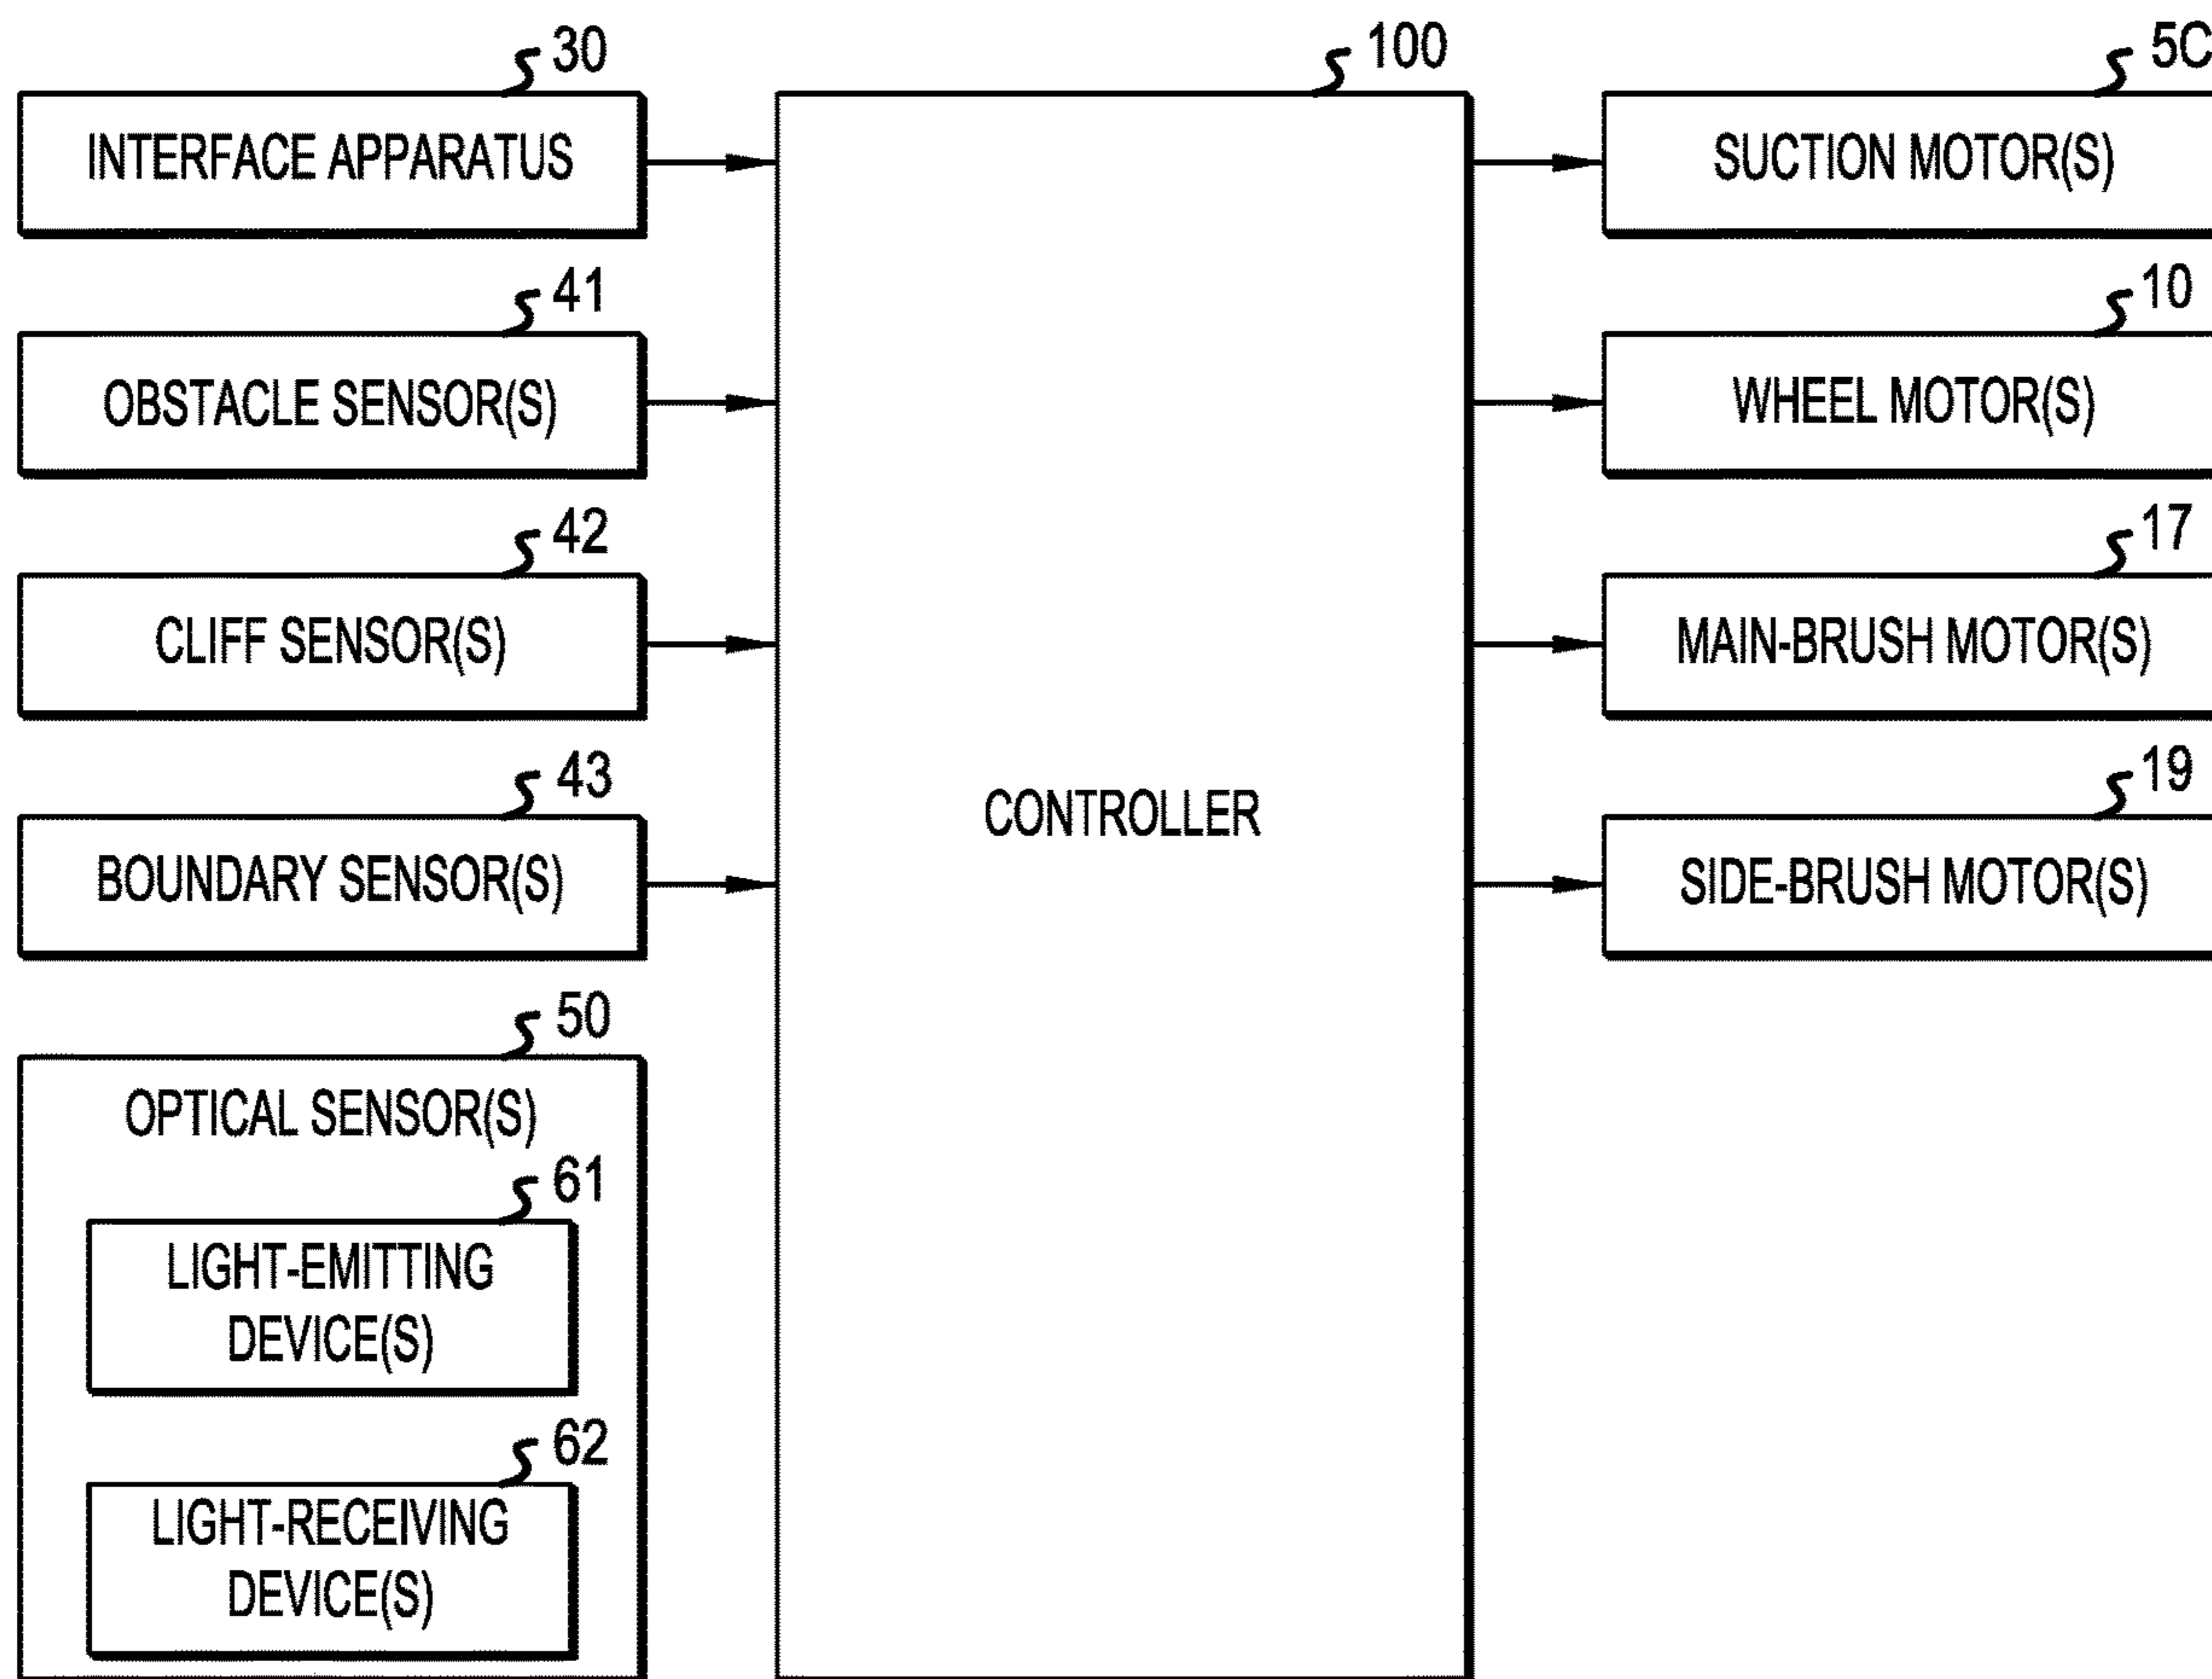 30
INTERFACE APPARATUS
41
OBSTACLE SENSOR(S)
42
CLIFF SENSOR(S)
43
BOUNDARY SENSOR(S)
50
OPTICAL SENSOR(S)
61
LIGHT-EMITTING
DEVICE(S)
62
LIGHT-RECEIVING
DEVICE(S)
100
CONTROLLER
5C
SUCTION MOTOR(S)
10
WHEEL MOTOR(S)
17
MAIN-BRUSH MOTOR(S)
19
SIDE-BRUSH MOTOR(S)